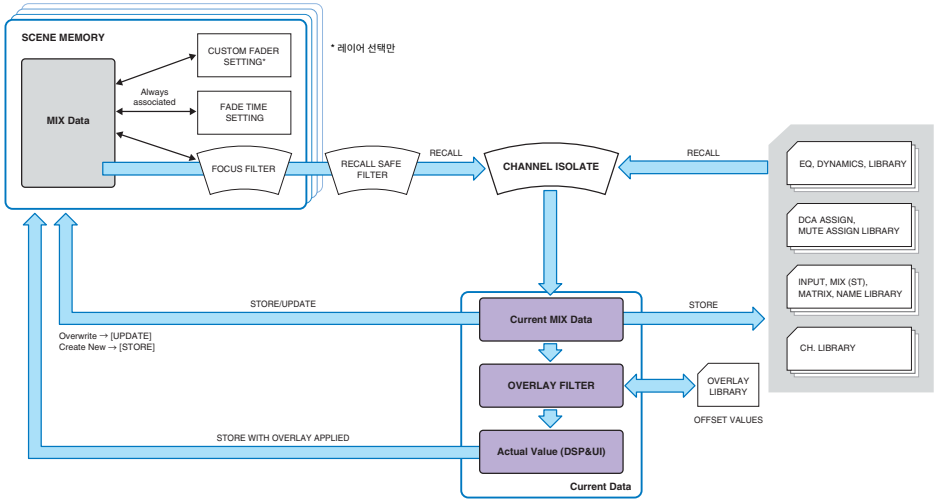 SCENE MEMORY
MIX Data
Always
associated
CUSTOM FADER
SETTING*
FADE TIME
SETTING
* 레이어 선택만
FOCUS FILTER
RECALL SAFE
FILTER
RECALL
CHANNEL ISOLATE
RECALL
EQ, DYNAMICS, LIBRARY
DCA ASSIGN,
MUTE ASSIGN LIBRARY
INPUT, MIX (ST),
MATRIX, NAME LIBRARY
CH. LIBRARY
STORE/UPDATE
Overwrite → [UPDATE]
Create New → [STORE]
Current MIX Data
STORE
OVERLAY FILTER
OVERLAY
LIBRARY
OFFSET VALUES
STORE WITH OVERLAY APPLIED
Actual Value (DSP&UI)
Current Data